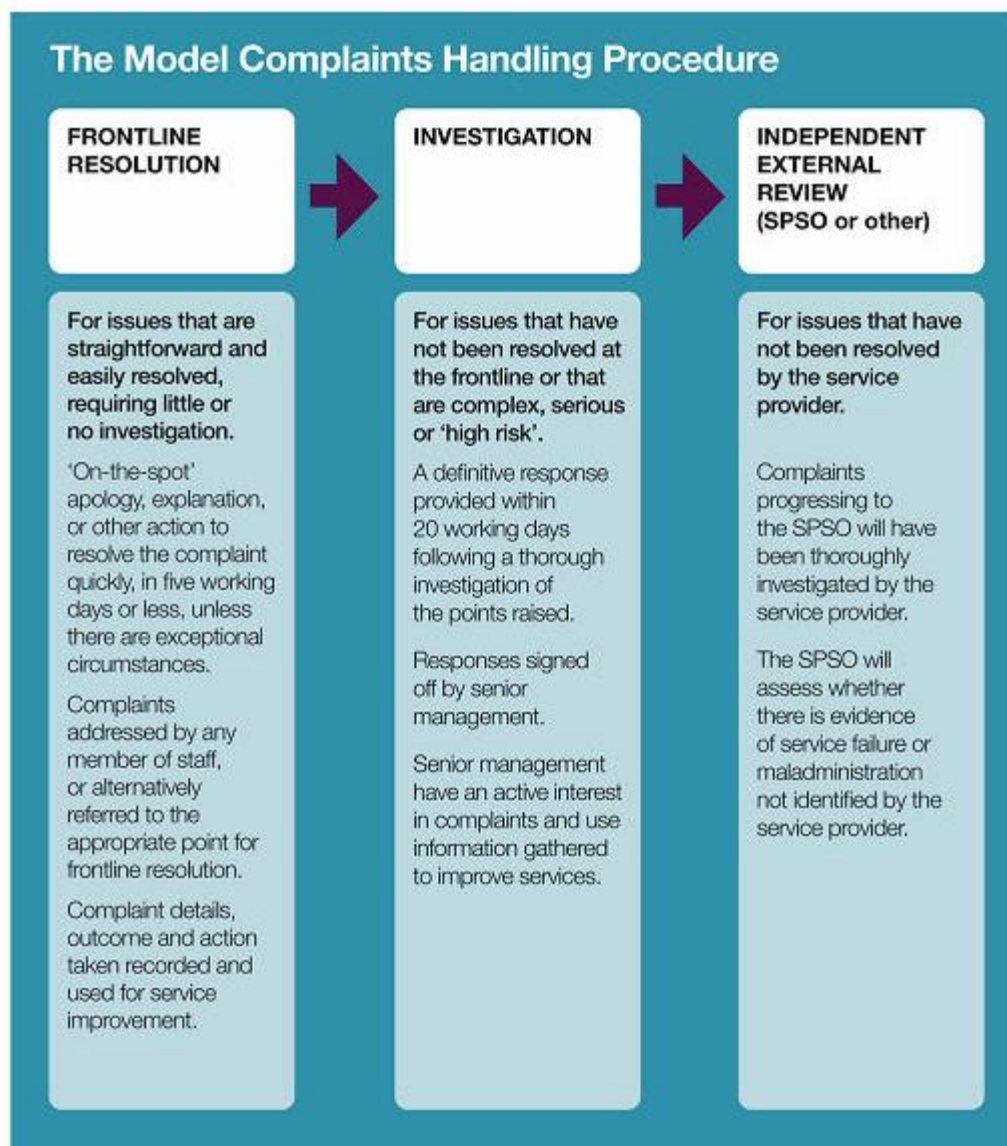 The Model Complaints Handling Procedure
FRONTLINE
RESOLUTION
INVESTIGATION
INDEPENDENT
EXTERNAL
REVIEW
(SPSO or other)
For issues that are
straightforward and
easily resolved,
requiring little or
no investigation.
‘On-the-spot’
apology, explanation,
or other action to
resolve the complaint
quickly, in five working
days or less, unless
there are exceptional
circumstances.
Complaints
addressed by any
member of staff,
or alternatively
referred to the
appropriate point for
frontline resolution.
Complaint details,
outcome and action
taken recorded and
used for service
improvement.
For issues that have
not been resolved at
the frontline or that
are complex, serious
or ‘high risk’.
A definitive response
provided within
20 working days
following a thorough
investigation of
the points raised.
Responses signed
off by senior
management.
Senior management
have an active interest
in complaints and use
information gathered
to improve services.
For issues that have
not been resolved
by the service
provider.
Complaints
progressing to
the SPSO will have
been thoroughly
investigated by the
service provider.
The SPSO will
assess whether
there is evidence
of service failure or
maladministration
not identified by the
service provider.